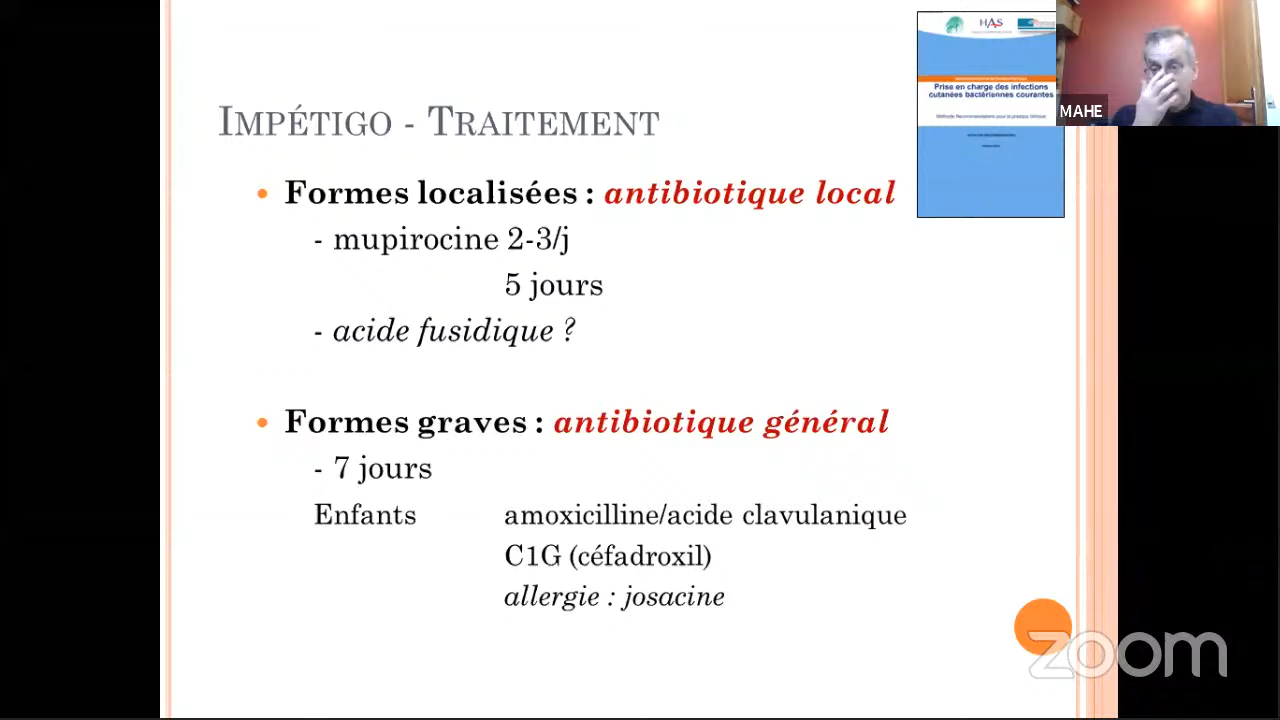 HAS
Prise en charge des infections
cutanées bactériennes courantes
MAHE
IMPÉTIGO - TRAITEMENT
• Formes localisées : antibiotique local
- mupirocine 2-3/j
5 jours
- acide fusidique ?
• Formes graves : antibiotique général
- 7 jours
Enfants amoxicilline/acide clavulanique
C1G (céfadroxil)
allergie : josacine
zoom